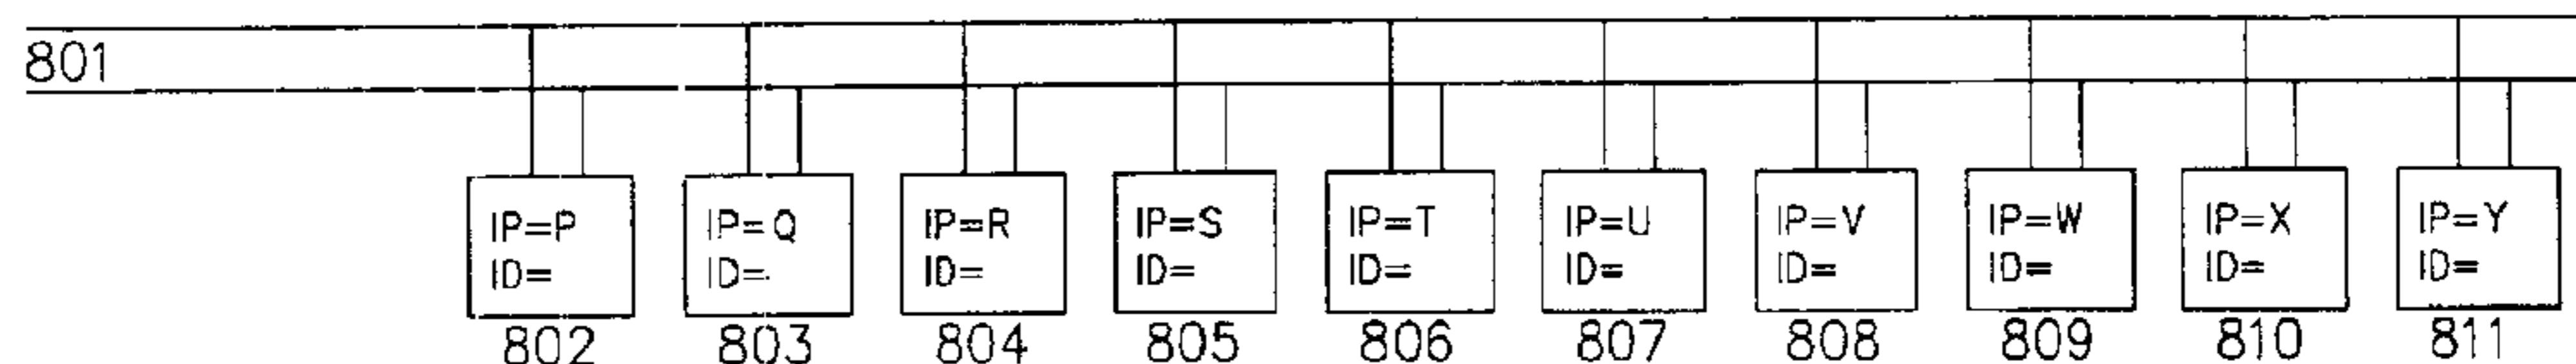 801
IP=P
ID=
802
IP=Q
ID=
803
IP=R
ID=
804
IP=S
ID=
805
IP=T
ID=
806
IP=U
ID=
807
IP=V
ID=
808
IP=W
ID=
809
IP=X
ID=
810
IP=Y
ID=
811